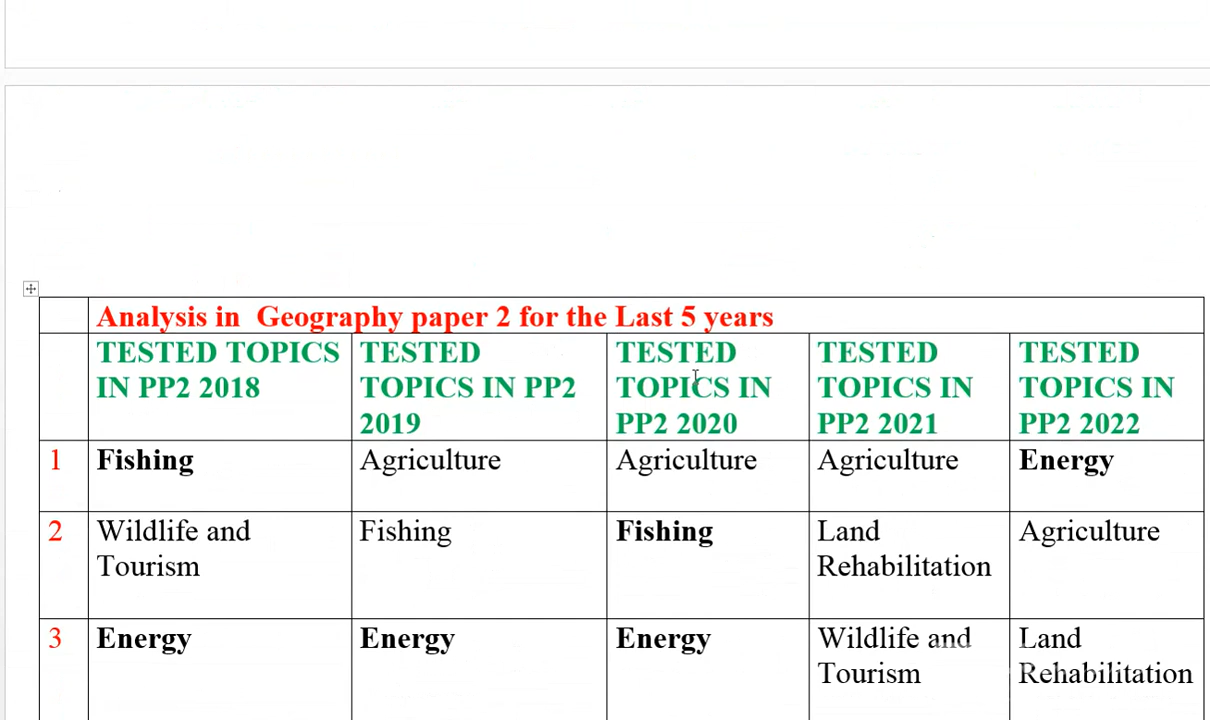 Analysis in  Geography paper 2 for the Last 5 years
TESTED TOPICS
IN PP2 2018
TESTED
TOPICS IN PP2
2019
TESTED
TOPICS IN
PP2 2020
TESTED
TOPICS IN
PP2 2021
TESTED
TOPICS IN
PP2 2022
1
Fishing
Agriculture
Agriculture
Agriculture
Energy
2
Wildlife and
Tourism
Fishing
Fishing
Land
Rehabilitation
Agriculture
3
Energy
Energy
Energy
Wildlife and
Tourism
Land
Rehabilitation